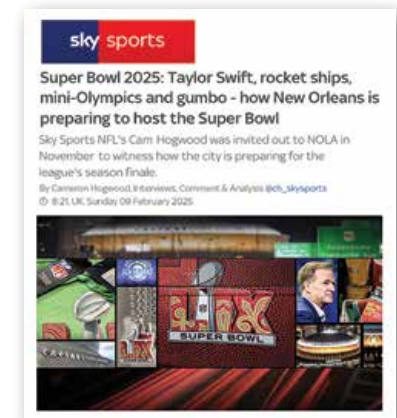 sky sports
Super Bowl 2025: Taylor Swift, rocket ships,
mini-Olympics and gumbo - how New Orleans is
preparing to host the Super Bowl
Sky Sports NFL's Cam Hogwood was invited out to NOLA in
November to witness how the city is preparing for the
league's season finale.
By Cameron Hogwood, Interviews, Comment & Analysis @ch_skysports
8:21, UK, Sunday 09 February 2025
LIX
SUPER BOWL